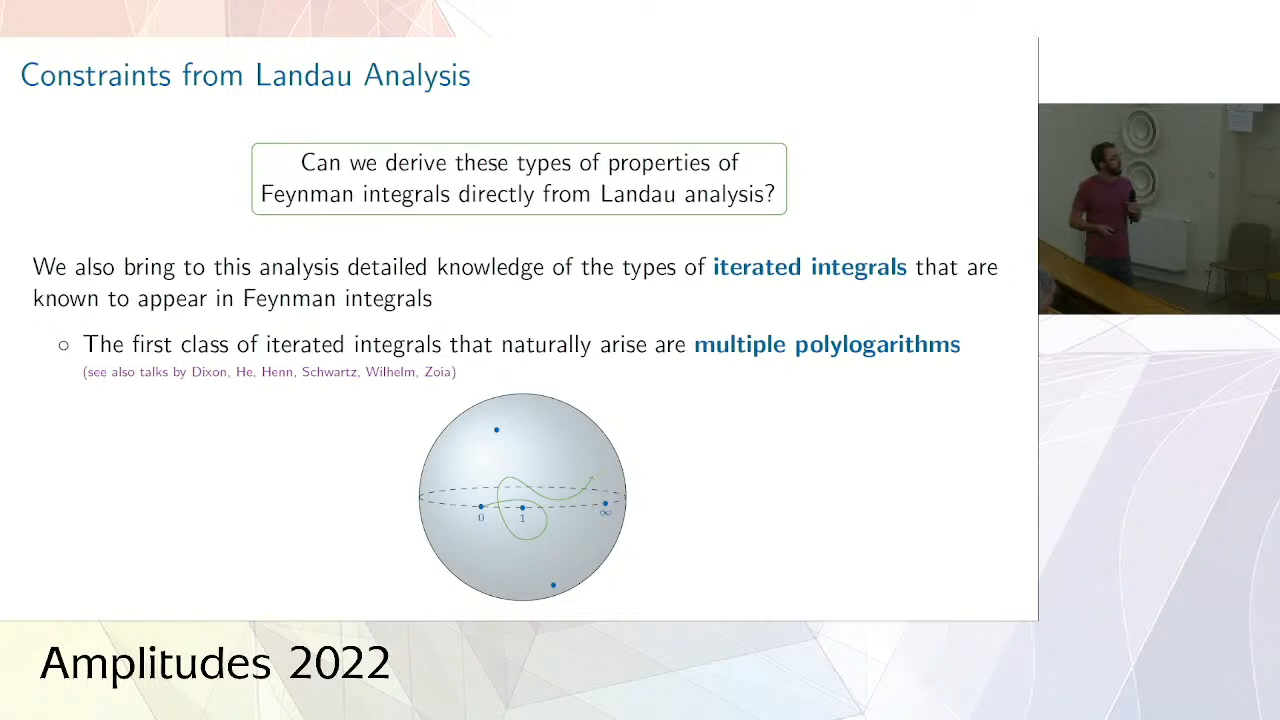 Constraints from Landau Analysis
Can we derive these types of properties of
Feynman integrals directly from Landau analysis?
We also bring to this analysis detailed knowledge of the types of iterated integrals that are
known to appear in Feynman integrals
○ The first class of iterated integrals that naturally arise are multiple polylogarithms
(see also talks by Dixon, He, Henn, Schwartz, Wilhelm, Zoia)
0 1 ∞
Amplitudes 2022